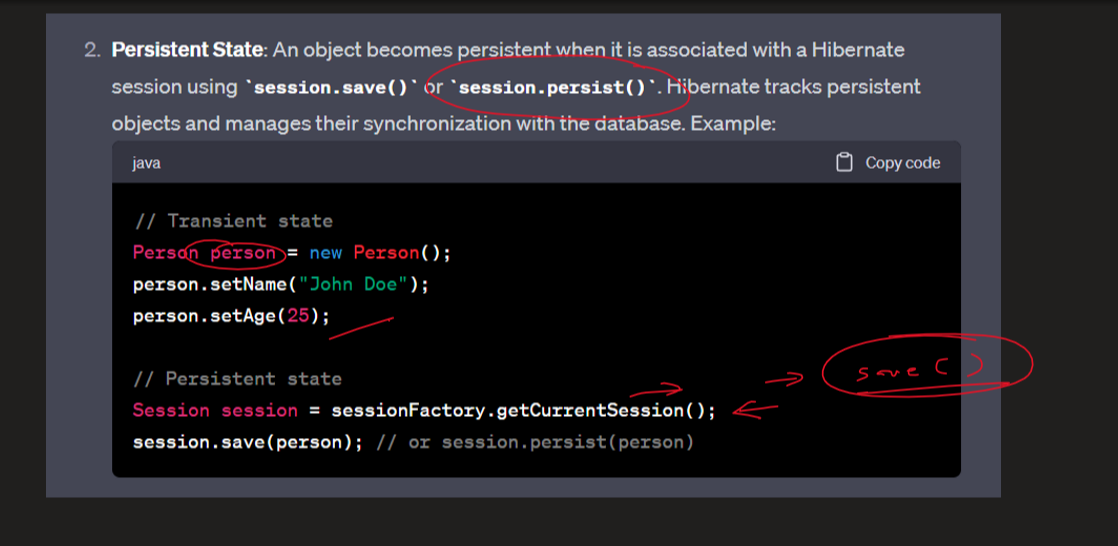 2. Persistent State: An object becomes persistent when it is associated with a Hibernate
session using `session.save()` or `session.persist()`. Hibernate tracks persistent
objects and manages their synchronization with the database. Example:
java Copy code
// Transient state
Person person = new Person();
person.setName("John Doe");
person.setAge(25);
// Persistent state
save ()
Session session = sessionFactory.getCurrentSession();
session.save(person); // or session.persist(person)